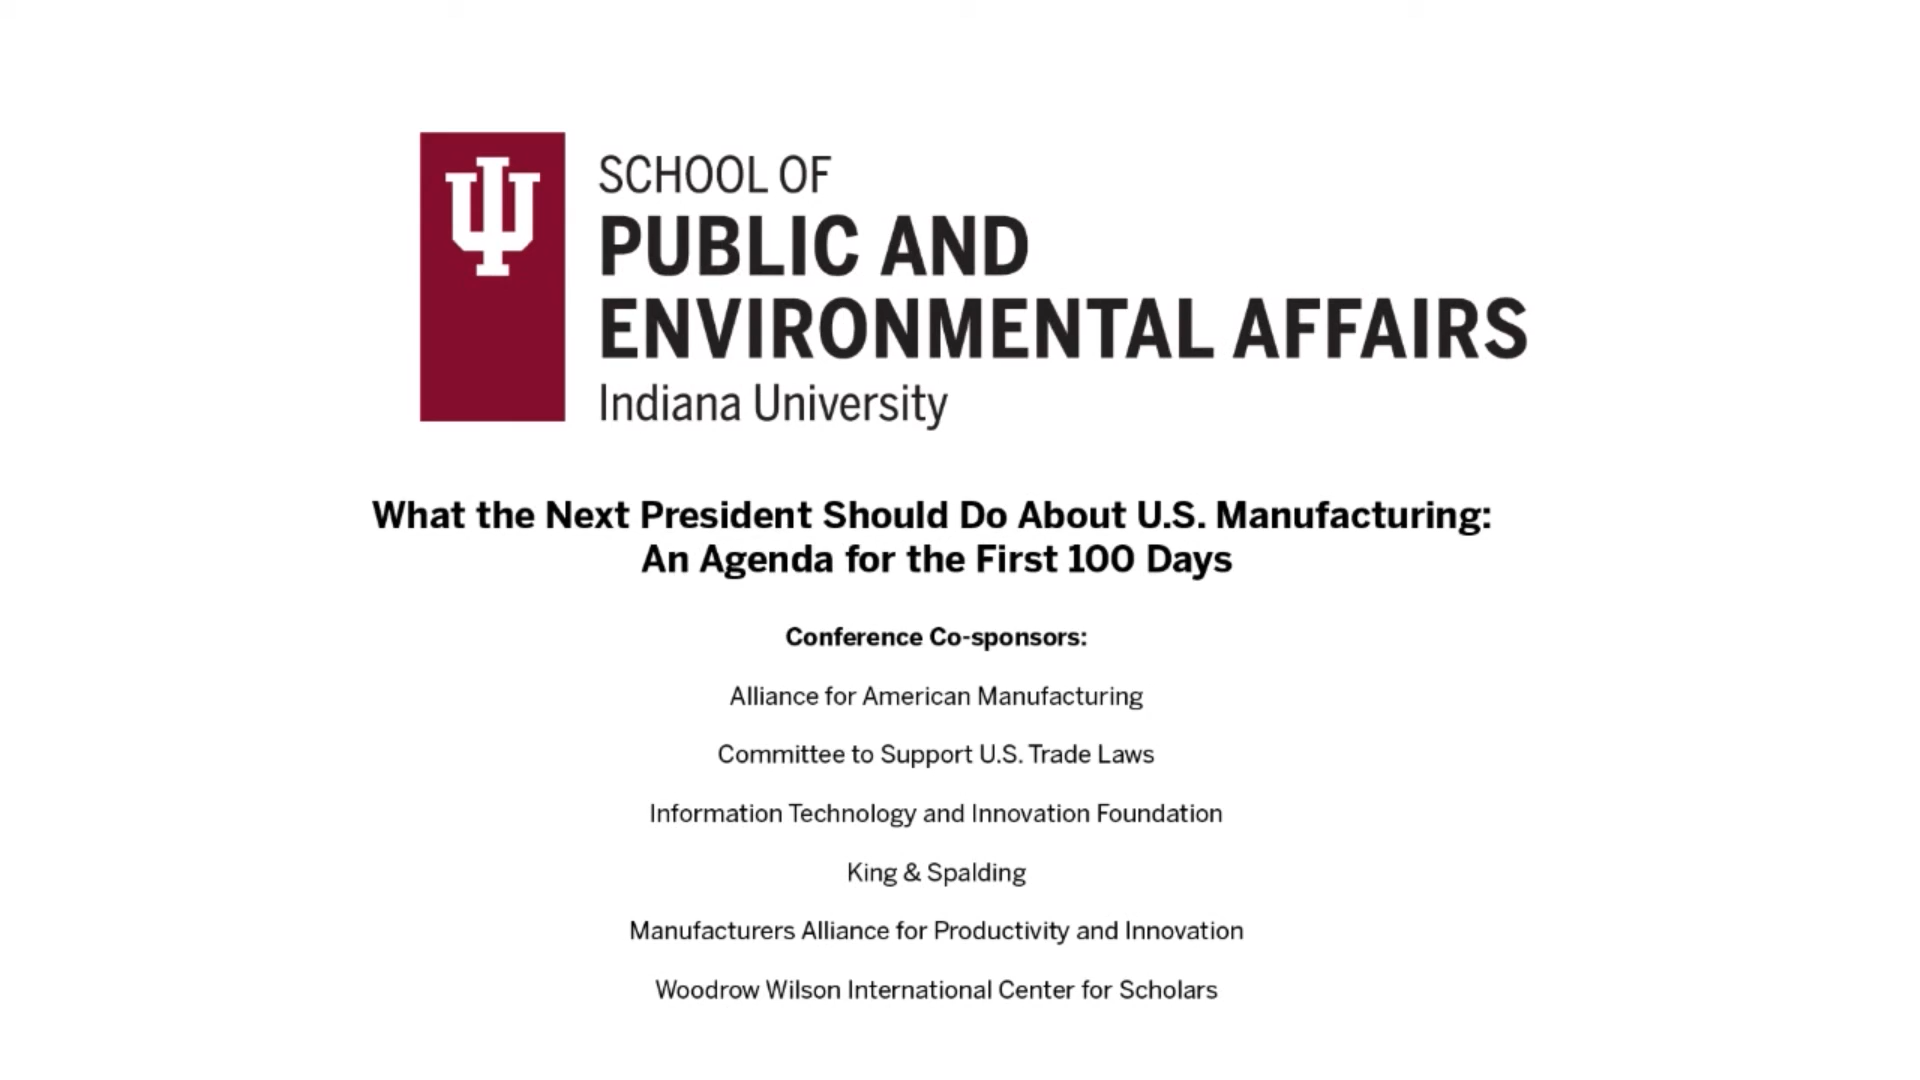 SCHOOL OF
PUBLIC AND
ENVIRONMENTAL AFFAIRS
Indiana University
What the Next President Should Do About U.S. Manufacturing:
An Agenda for the First 100 Days
Conference Co-sponsors:
Alliance for American Manufacturing
Committee to Support U.S. Trade Laws
Information Technology and Innovation Foundation
King & Spalding
Manufacturers Alliance for Productivity and Innovation
Woodrow Wilson International Center for Scholars